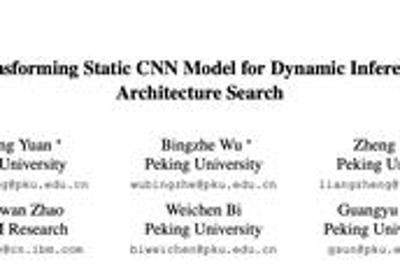 nsforming Static CNN Model for Dynamic Infere
Architecture Search
ng Yuan * Bingzhe Wu * Zheng
University Peking University Peking U
g@pku.edu.cn wubingzhe@pku.edu.cn liangzheng@
wan Zhao Weichen Bi Guangyu
M Research Peking University Peking Univ
@cn.ibm.com biweichen@pku.edu.cn gsun@pku.edu